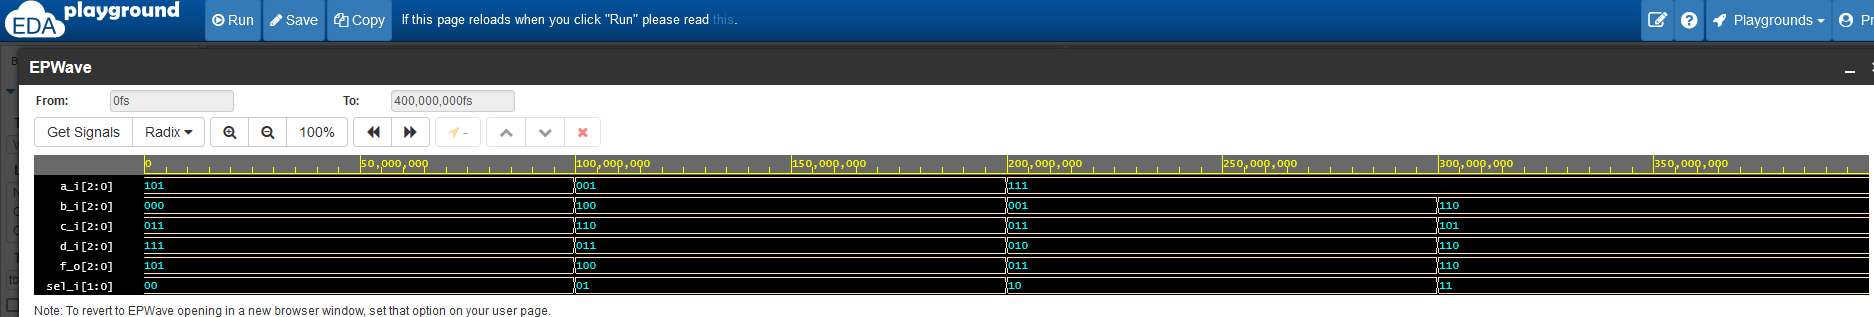 EDA playground Run Save Copy If this page reloads when you click "Run" please read this. Playgrounds
EPWave
From: 0fs To: 400,000,000fs
Get Signals Radix 100% -
0 50,000,000 100,000,000 150,000,000 200,000,000 250,000,000 300,000,000 350,000,000
a_i[2:0] 101 001 111
b_i[2:0] 000 100 001 110
c_i[2:0] 011 110 011 101
d_i[2:0] 111 011 010 110
f_o[2:0] 101 100 011 110
sel_i[1:0] 00 01 10 11
Note: To revert to EPWave opening in a new browser window, set that option on your user page.